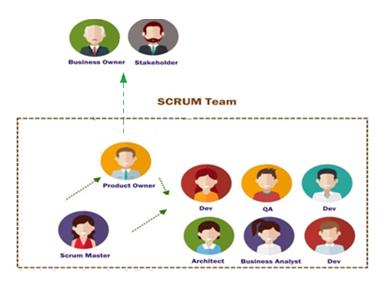 Business Owner
Stakeholder
SCRUM Team
Product Owner
Dev
QA
Dev
Scrum Master
Architect
Business Analyst
Dev